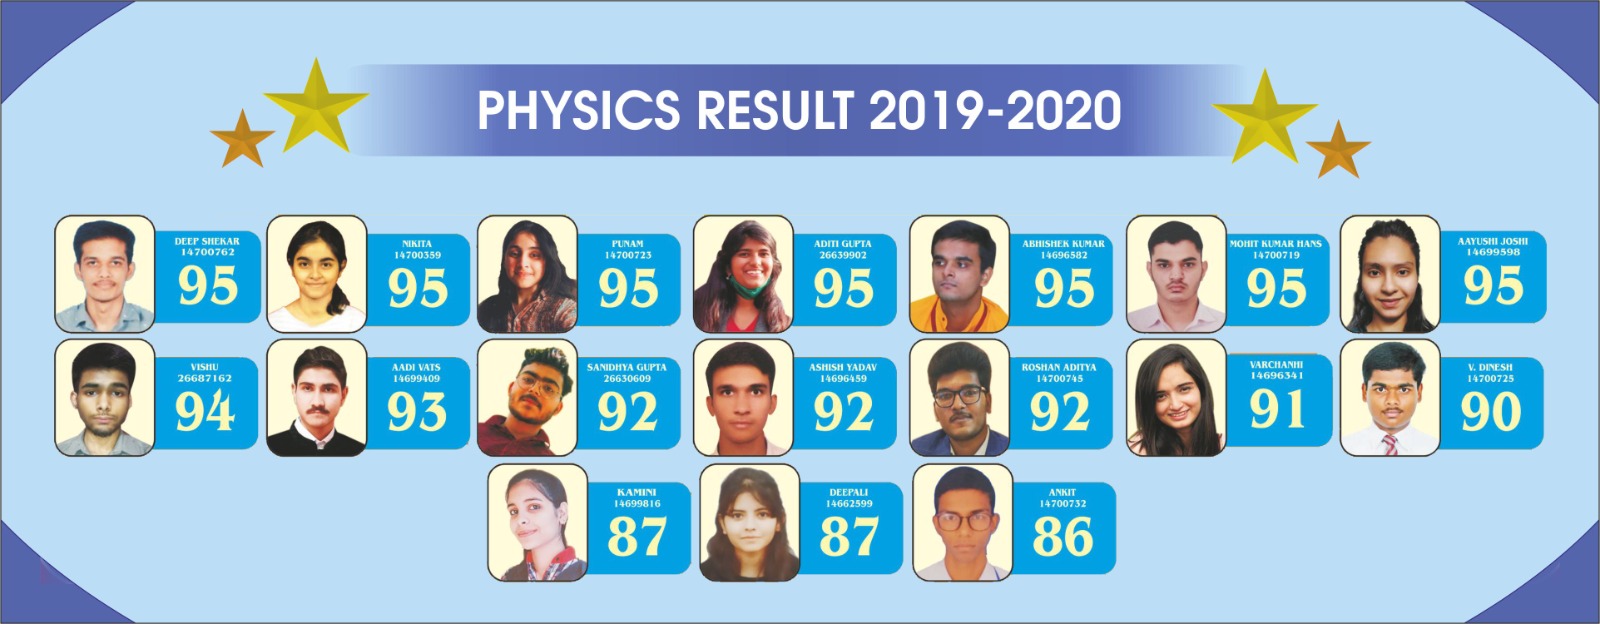 PHYSICS RESULT 2019-2020
DEEP SHEKAR
14700762
95
NIKITA
14700359
95
PUNAM
14700723
95
ADITI GUPTA
26639902
95
ABHISHEK KUMAR
14696582
95
MOHIT KUMAR HANS
14700719
95
AAYUSHI JOSHI
14699598
95
VISHU
26687162
94
AADI VATS
14699409
93
SANIDHYA GUPTA
26630609
92
ASHISH YADAV
14696459
92
ROSHAN ADITYA
14700745
92
VARCHANHI
14696341
91
V. DINESH
14700725
90
KAMINI
14699816
87
DEEPALI
14662599
87
ANKIT
14700732
86